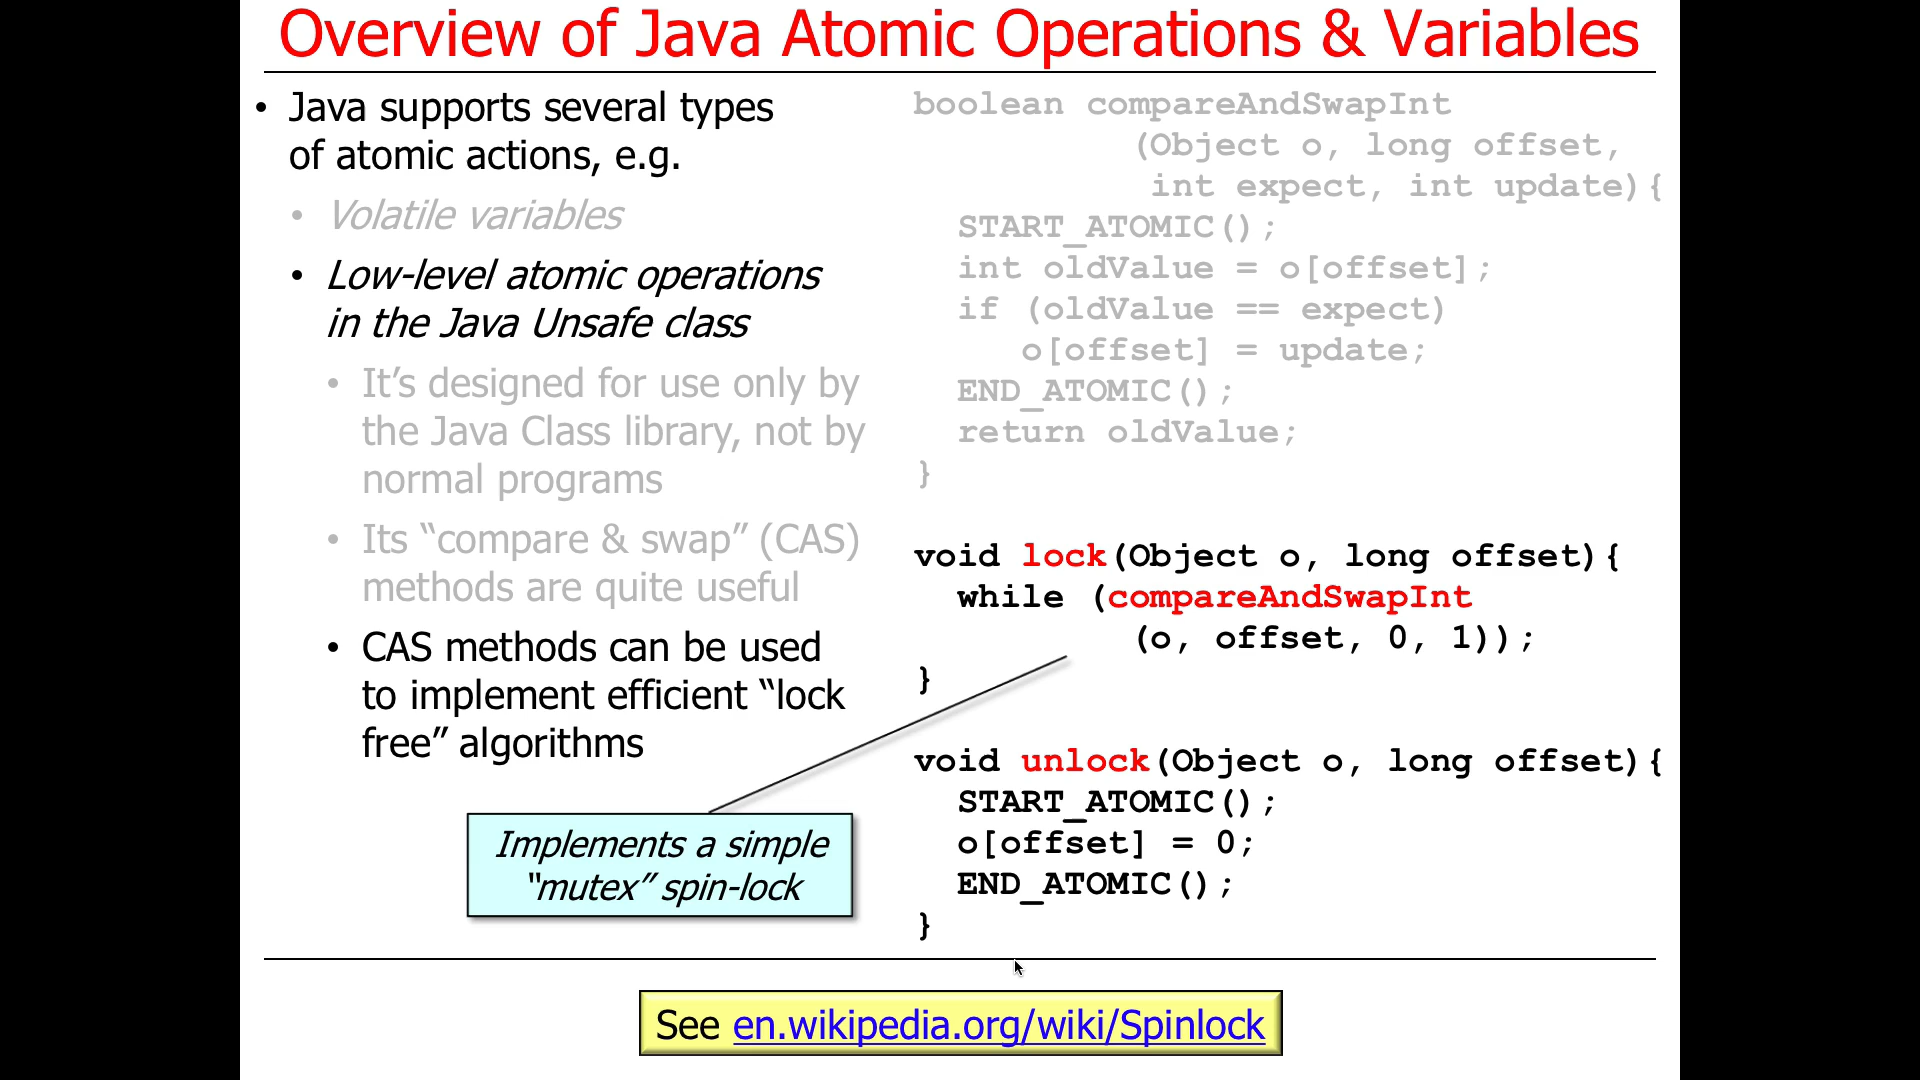 Overview of Java Atomic Operations & Variables
• Java supports several types
of atomic actions, e.g.
• Volatile variables
• Low-level atomic operations
in the Java Unsafe class
• It’s designed for use only by
the Java Class library, not by
normal programs
• Its “compare & swap” (CAS)
methods are quite useful
• CAS methods can be used
to implement efficient “lock
free” algorithms
Implements a simple
“mutex” spin-lock
boolean compareAndSwapInt
(Object o, long offset,
int expect, int update){
START_ATOMIC();
int oldValue = o[offset];
if (oldValue == expect)
o[offset] = update;
END_ATOMIC();
return oldValue;
}
void lock(Object o, long offset){
while (compareAndSwapInt
(o, offset, 0, 1));
}
void unlock(Object o, long offset){
START_ATOMIC();
o[offset] = 0;
END_ATOMIC();
}
See en.wikipedia.org/wiki/Spinlock